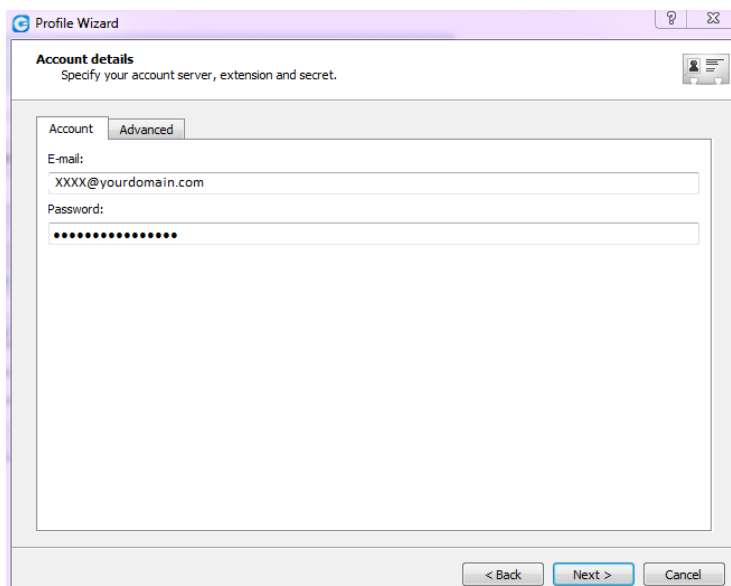 Profile Wizard
?
Account details
Specify your account server, extension and secret.
Account Advanced
E-mail:
XXXX@yourdomain.com
Password:
••••••••••••••••
< Back Next > Cancel